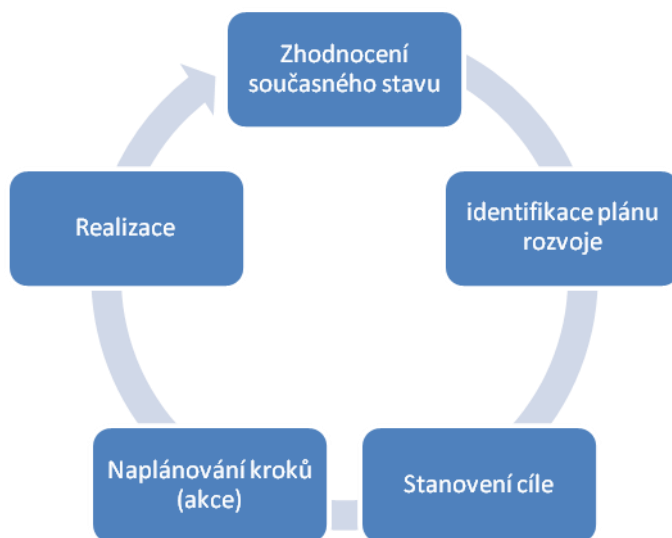 Zhodnocení
současného stavu
identifikace plánu
rozvoje
Stanovení cíle
Naplánování kroků
(akce)
Realizace